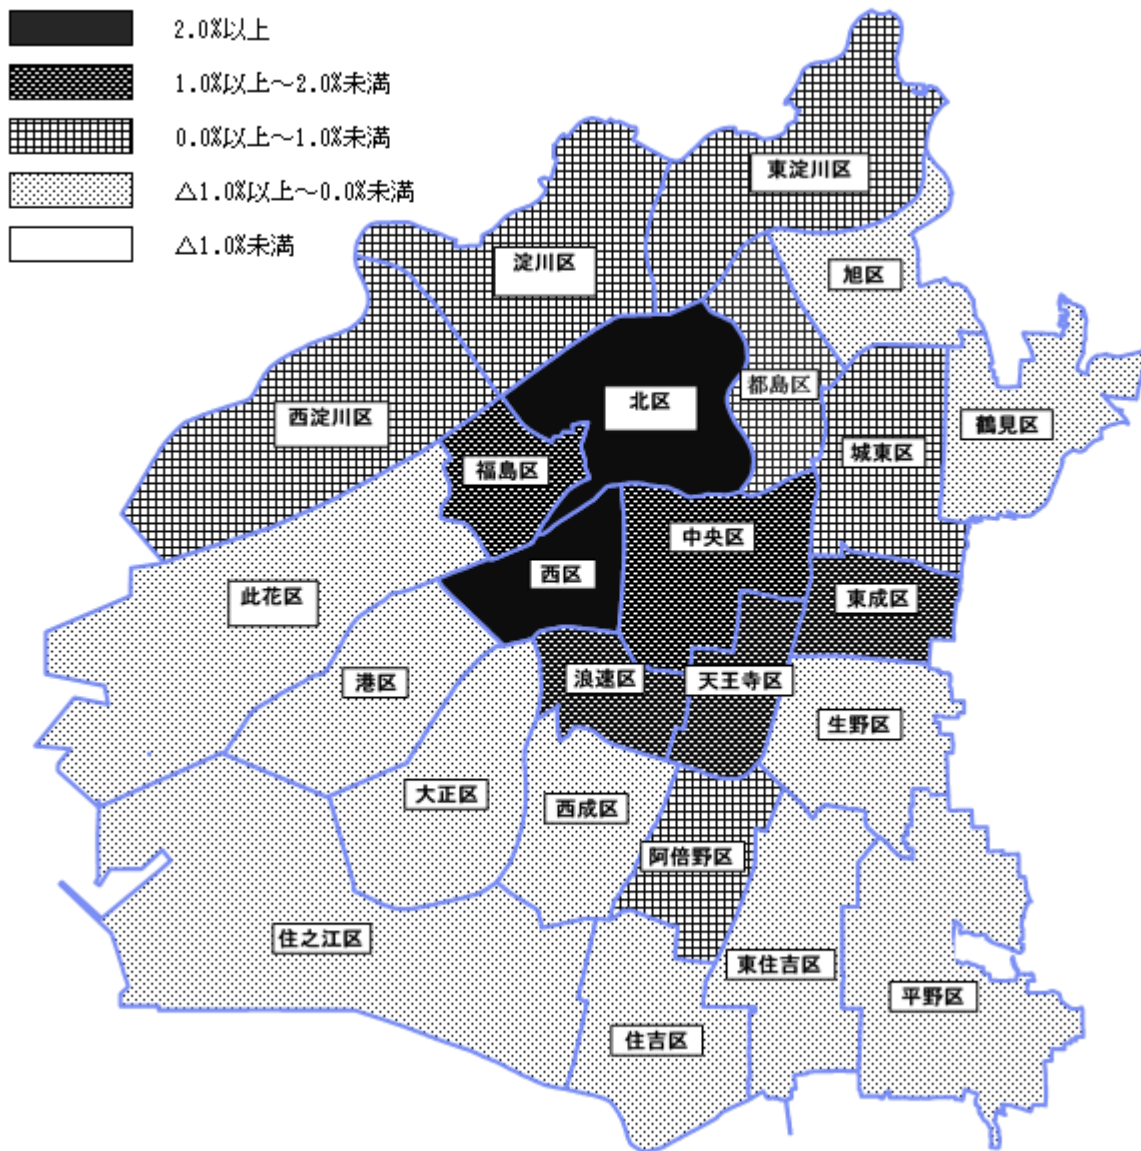 2.0%以上
1.0%以上～2.0%未満
0.0%以上～1.0%未満
△1.0%以上～0.0%未満
△1.0%未満
東淀川区
淀川区
旭区
西淀川区
北区
都島区
鶴見区
城東区
福島区
中央区
西区
此花区
東成区
港区
浪速区
天王寺区
生野区
大正区
西成区
阿倍野区
住之江区
東住吉区
平野区
住吉区